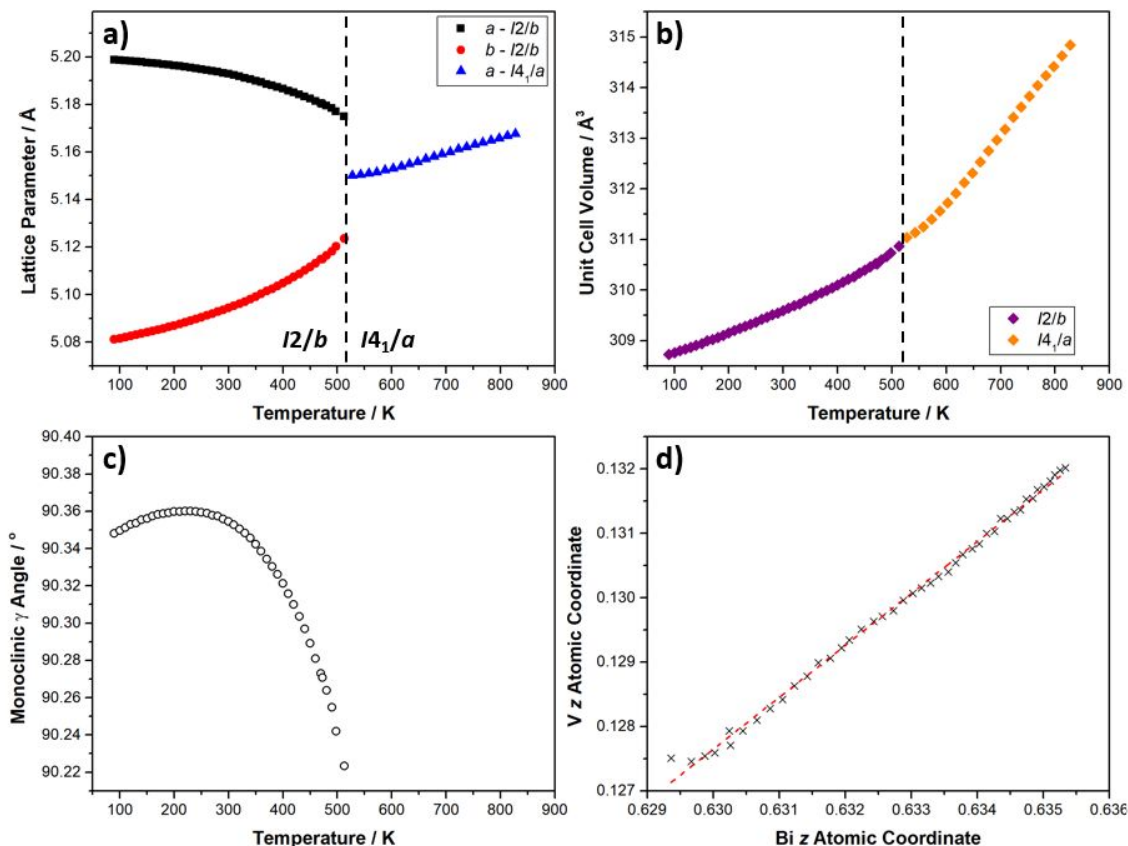 a)
a - I2/b
b - I2/b
a - I4₁/a
5.20
5.18
5.16
5.14
5.12
5.10
5.08
Lattice Parameter / Å
I2/b I4₁/a
100 200 300 400 500 600 700 800 900
Temperature / K
b)
315
314
313
312
311
310
309
Unit Cell Volume / Å³
I2/b
I4₁/a
100 200 300 400 500 600 700 800 900
Temperature / K
c)
90.40
90.38
90.36
90.34
90.32
90.30
90.28
90.26
90.24
90.22
Monoclinic γ Angle / °
100 200 300 400 500 600 700 800 900
Temperature / K
d)
0.132
0.131
0.130
0.129
0.128
0.127
V z Atomic Coordinate
0.629 0.630 0.631 0.632 0.633 0.634 0.635 0.636
Bi z Atomic Coordinate